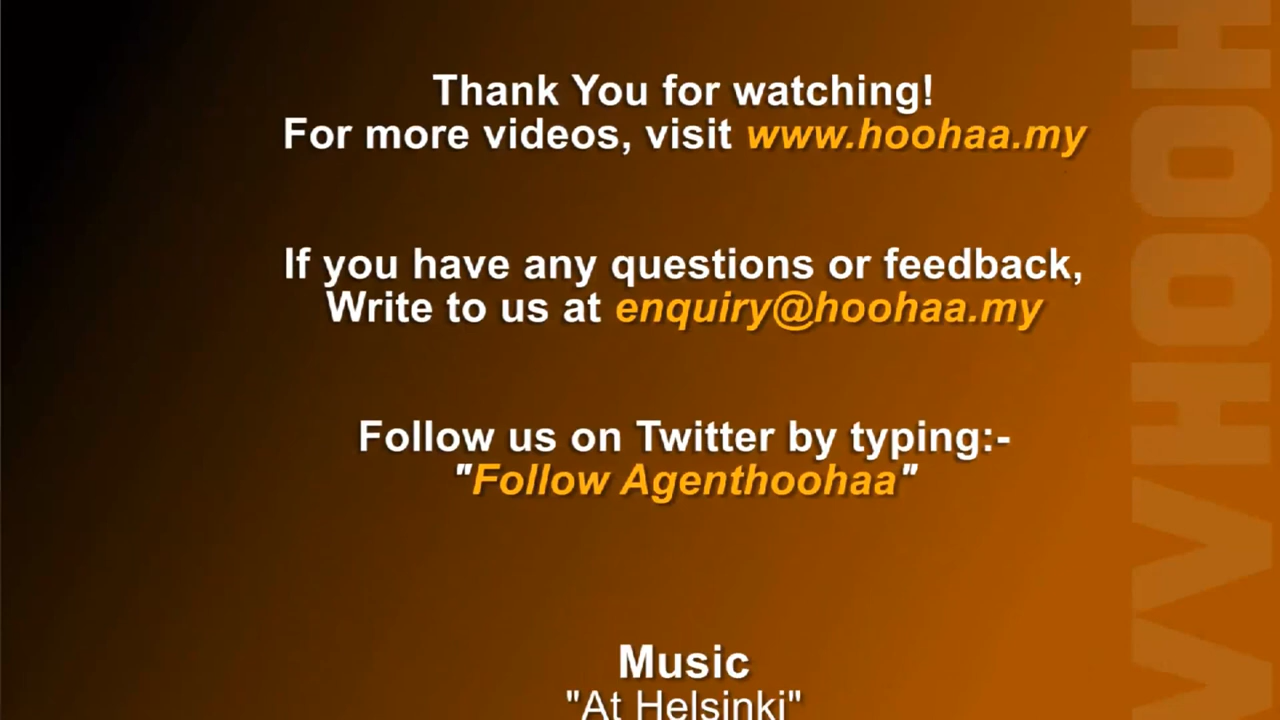 Thank You for watching!
For more videos, visit www.hoohaa.my
If you have any questions or feedback,
Write to us at enquiry@hoohaa.my
Follow us on Twitter by typing:-
"Follow Agenthoohaa"
Music
"At Helsinki"
WHOOH